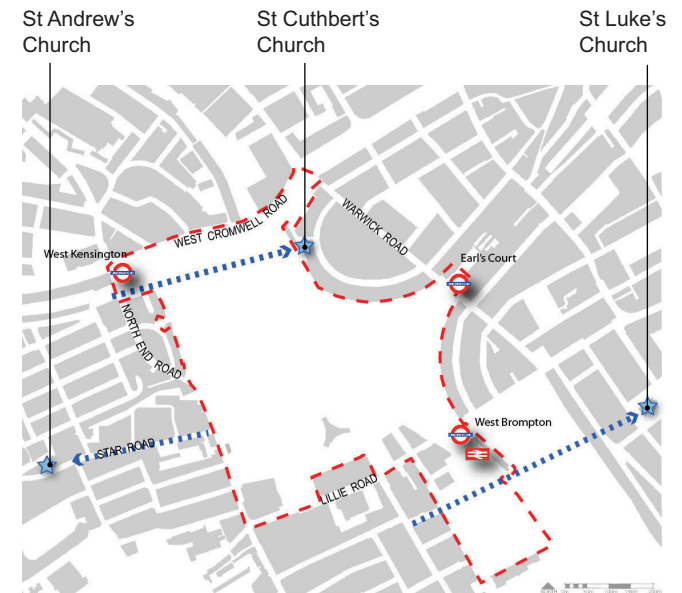 St Andrew's
Church
St Cuthbert's
Church
St Luke's
Church
WEST CROMWELL ROAD
WARWICK ROAD
West Kensington
Earl's Court
NORTH END ROAD
West Brompton
STAR ROAD
LILLIE ROAD
NORTH